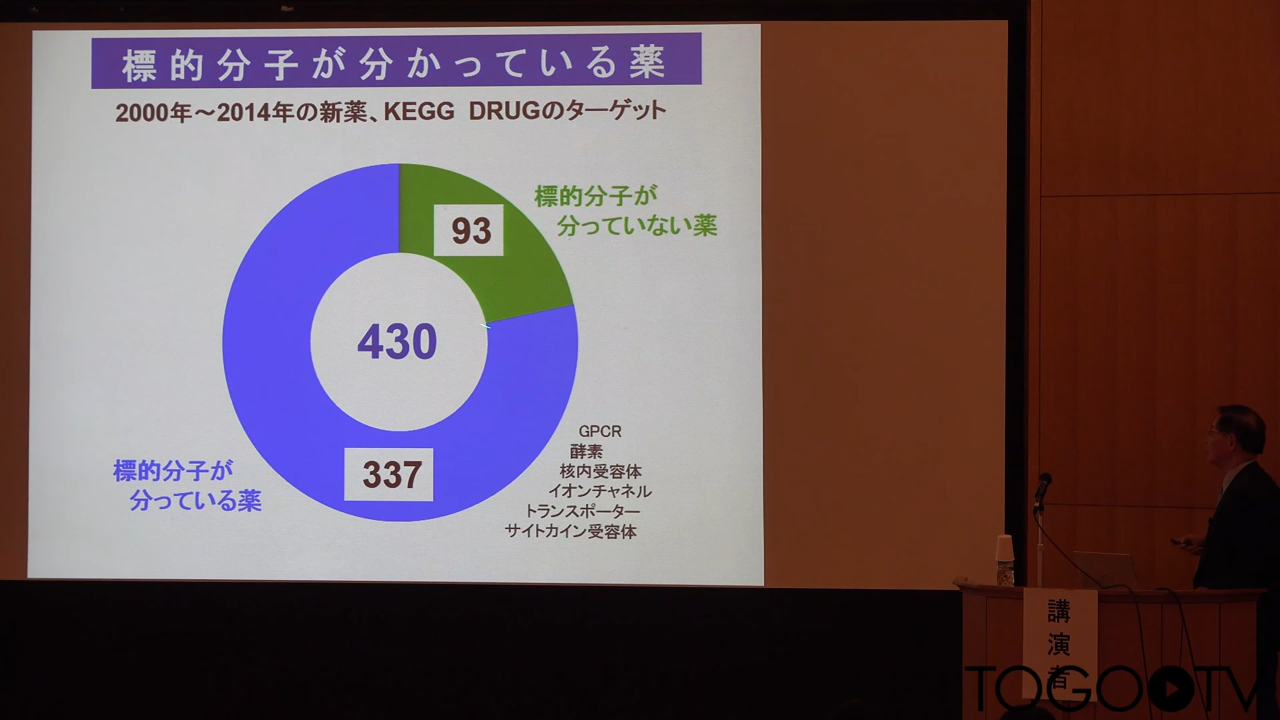 標的分子が分かっている薬
2000年～2014年の新薬、KEGG DRUGのターゲット
標的分子が
分っていない薬
93
430
337
標的分子が
分っている薬
GPCR
酵素
核内受容体
イオンチャネル
トランスポーター
サイトカイン受容体
講演者
TOGOTV